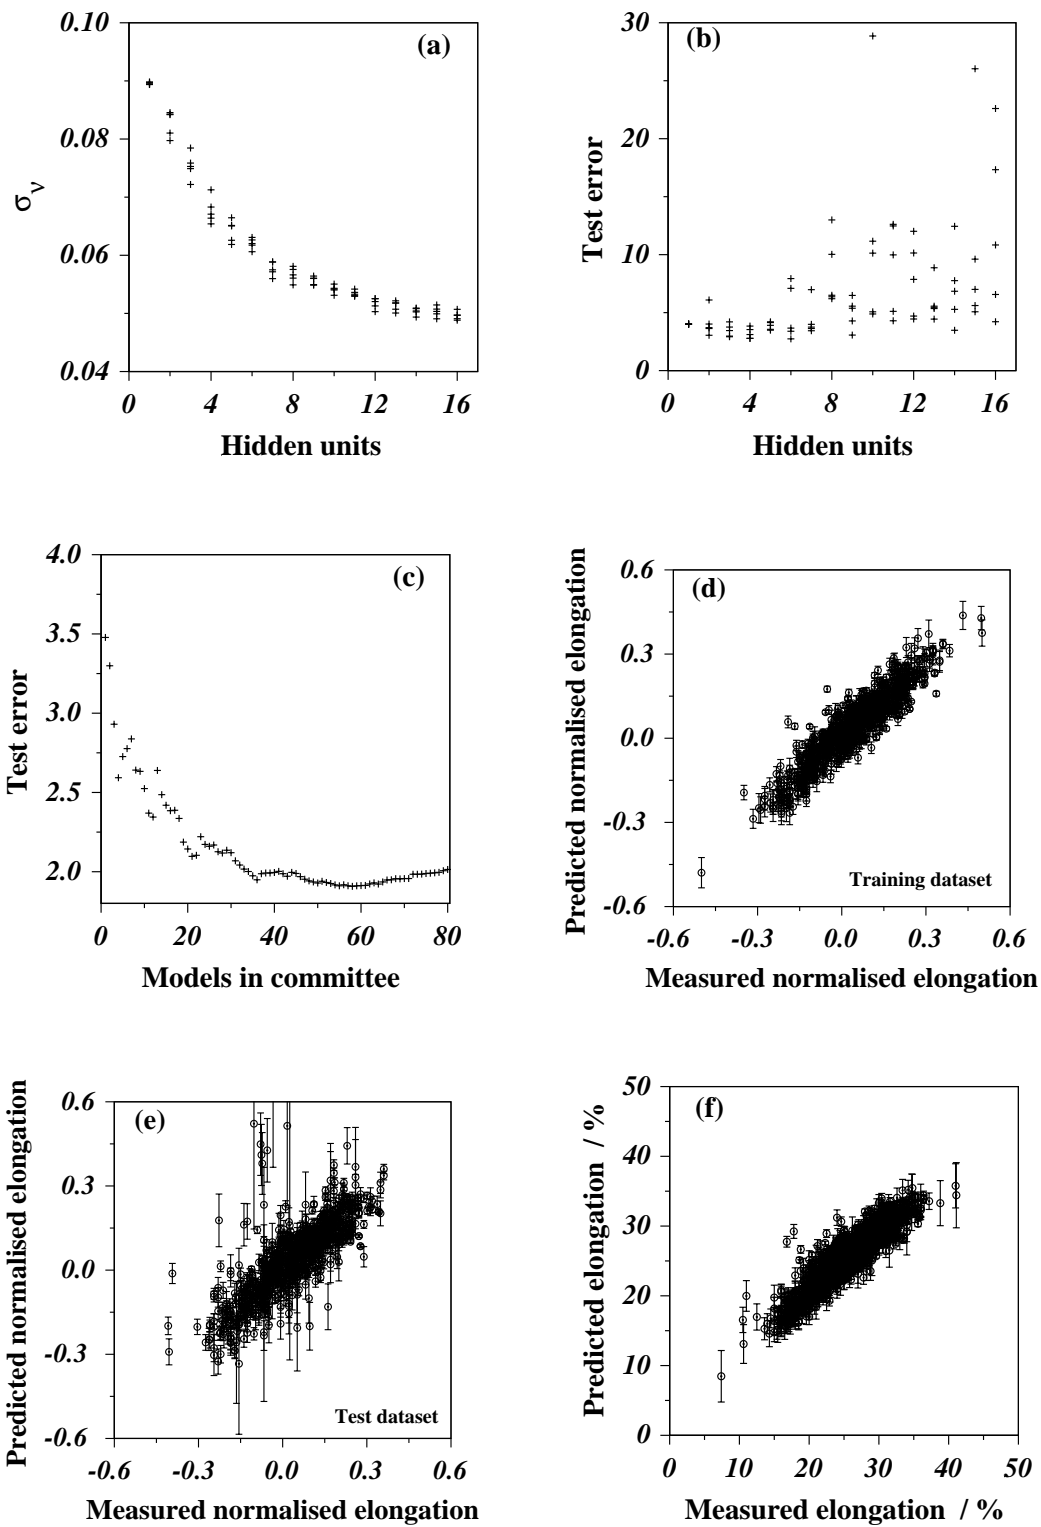 (a)
0.10
0.08
0.06
0.04
σν
0 4 8 12 16
Hidden units
(b)
30
20
10
0
Test error
0 4 8 12 16
Hidden units
(c)
4.0
3.5
3.0
2.5
2.0
Test error
0 20 40 60 80
Models in committee
(d)
0.6
0.3
0.0
-0.3
-0.6
Predicted normalised elongation
Training dataset
-0.6 -0.3 0.0 0.3 0.6
Measured normalised elongation
(e)
0.6
0.3
0.0
-0.3
-0.6
Predicted normalised elongation
Test dataset
-0.6 -0.3 0.0 0.3 0.6
Measured normalised elongation
(f)
50
40
30
20
10
0
Predicted elongation / %
0 10 20 30 40 50
Measured elongation / %